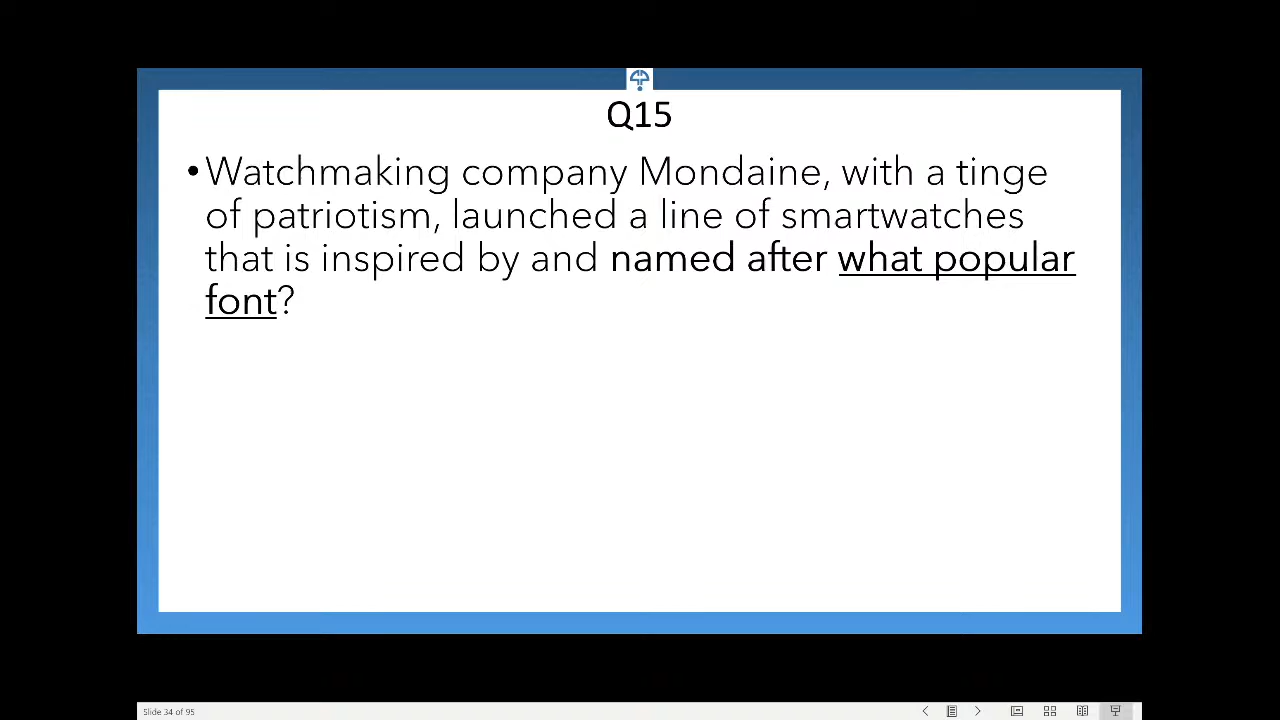 Q15
•Watchmaking company Mondaine, with a tinge
of patriotism, launched a line of smartwatches
that is inspired by and named after what popular
font?
Slide 34 of 95